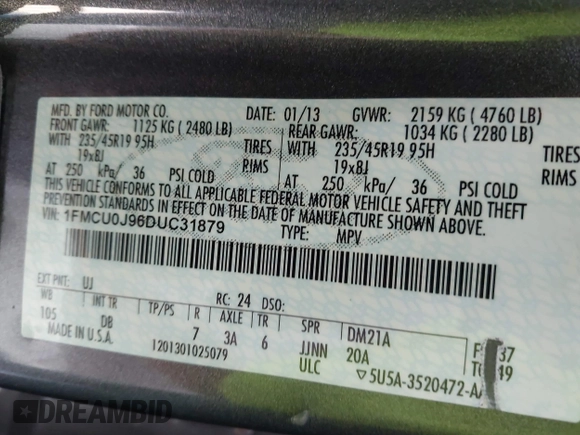 MFD. BY FORD MOTOR CO.
DATE: 01/13 GVWR: 2159 KG ( 4760 LB)
FRONT GAWR: 1125 KG ( 2480 LB) REAR GAWR: 1034 KG ( 2280 LB)
WITH 235/45R19 95H TIRES WITH 235/45R19 95H TIRES
19x8J RIMS 19x8J RIMS
AT 250 kPa/ 36 PSI COLD AT 250 kPa/ 36 PSI COLD
THIS VEHICLE CONFORMS TO ALL APPLICABLE FEDERAL MOTOR VEHICLE SAFETY AND THEFT
PREVENTION STANDARDS IN EFFECT ON THE DATE OF MANUFACTURE SHOWN ABOVE.
VIN: 1FMCU0J96DUC31879
TYPE: MPV
EXT PNT: UJ RC: 24 DSO:
WB INT TR TP/PS R AXLE TR SPR DM21A
105 DB 7 3A 6 JJNN 20A
MADE IN U.S.A. 1201301025079 ULC ▽5U5A-3520472-AA
DREAMBID